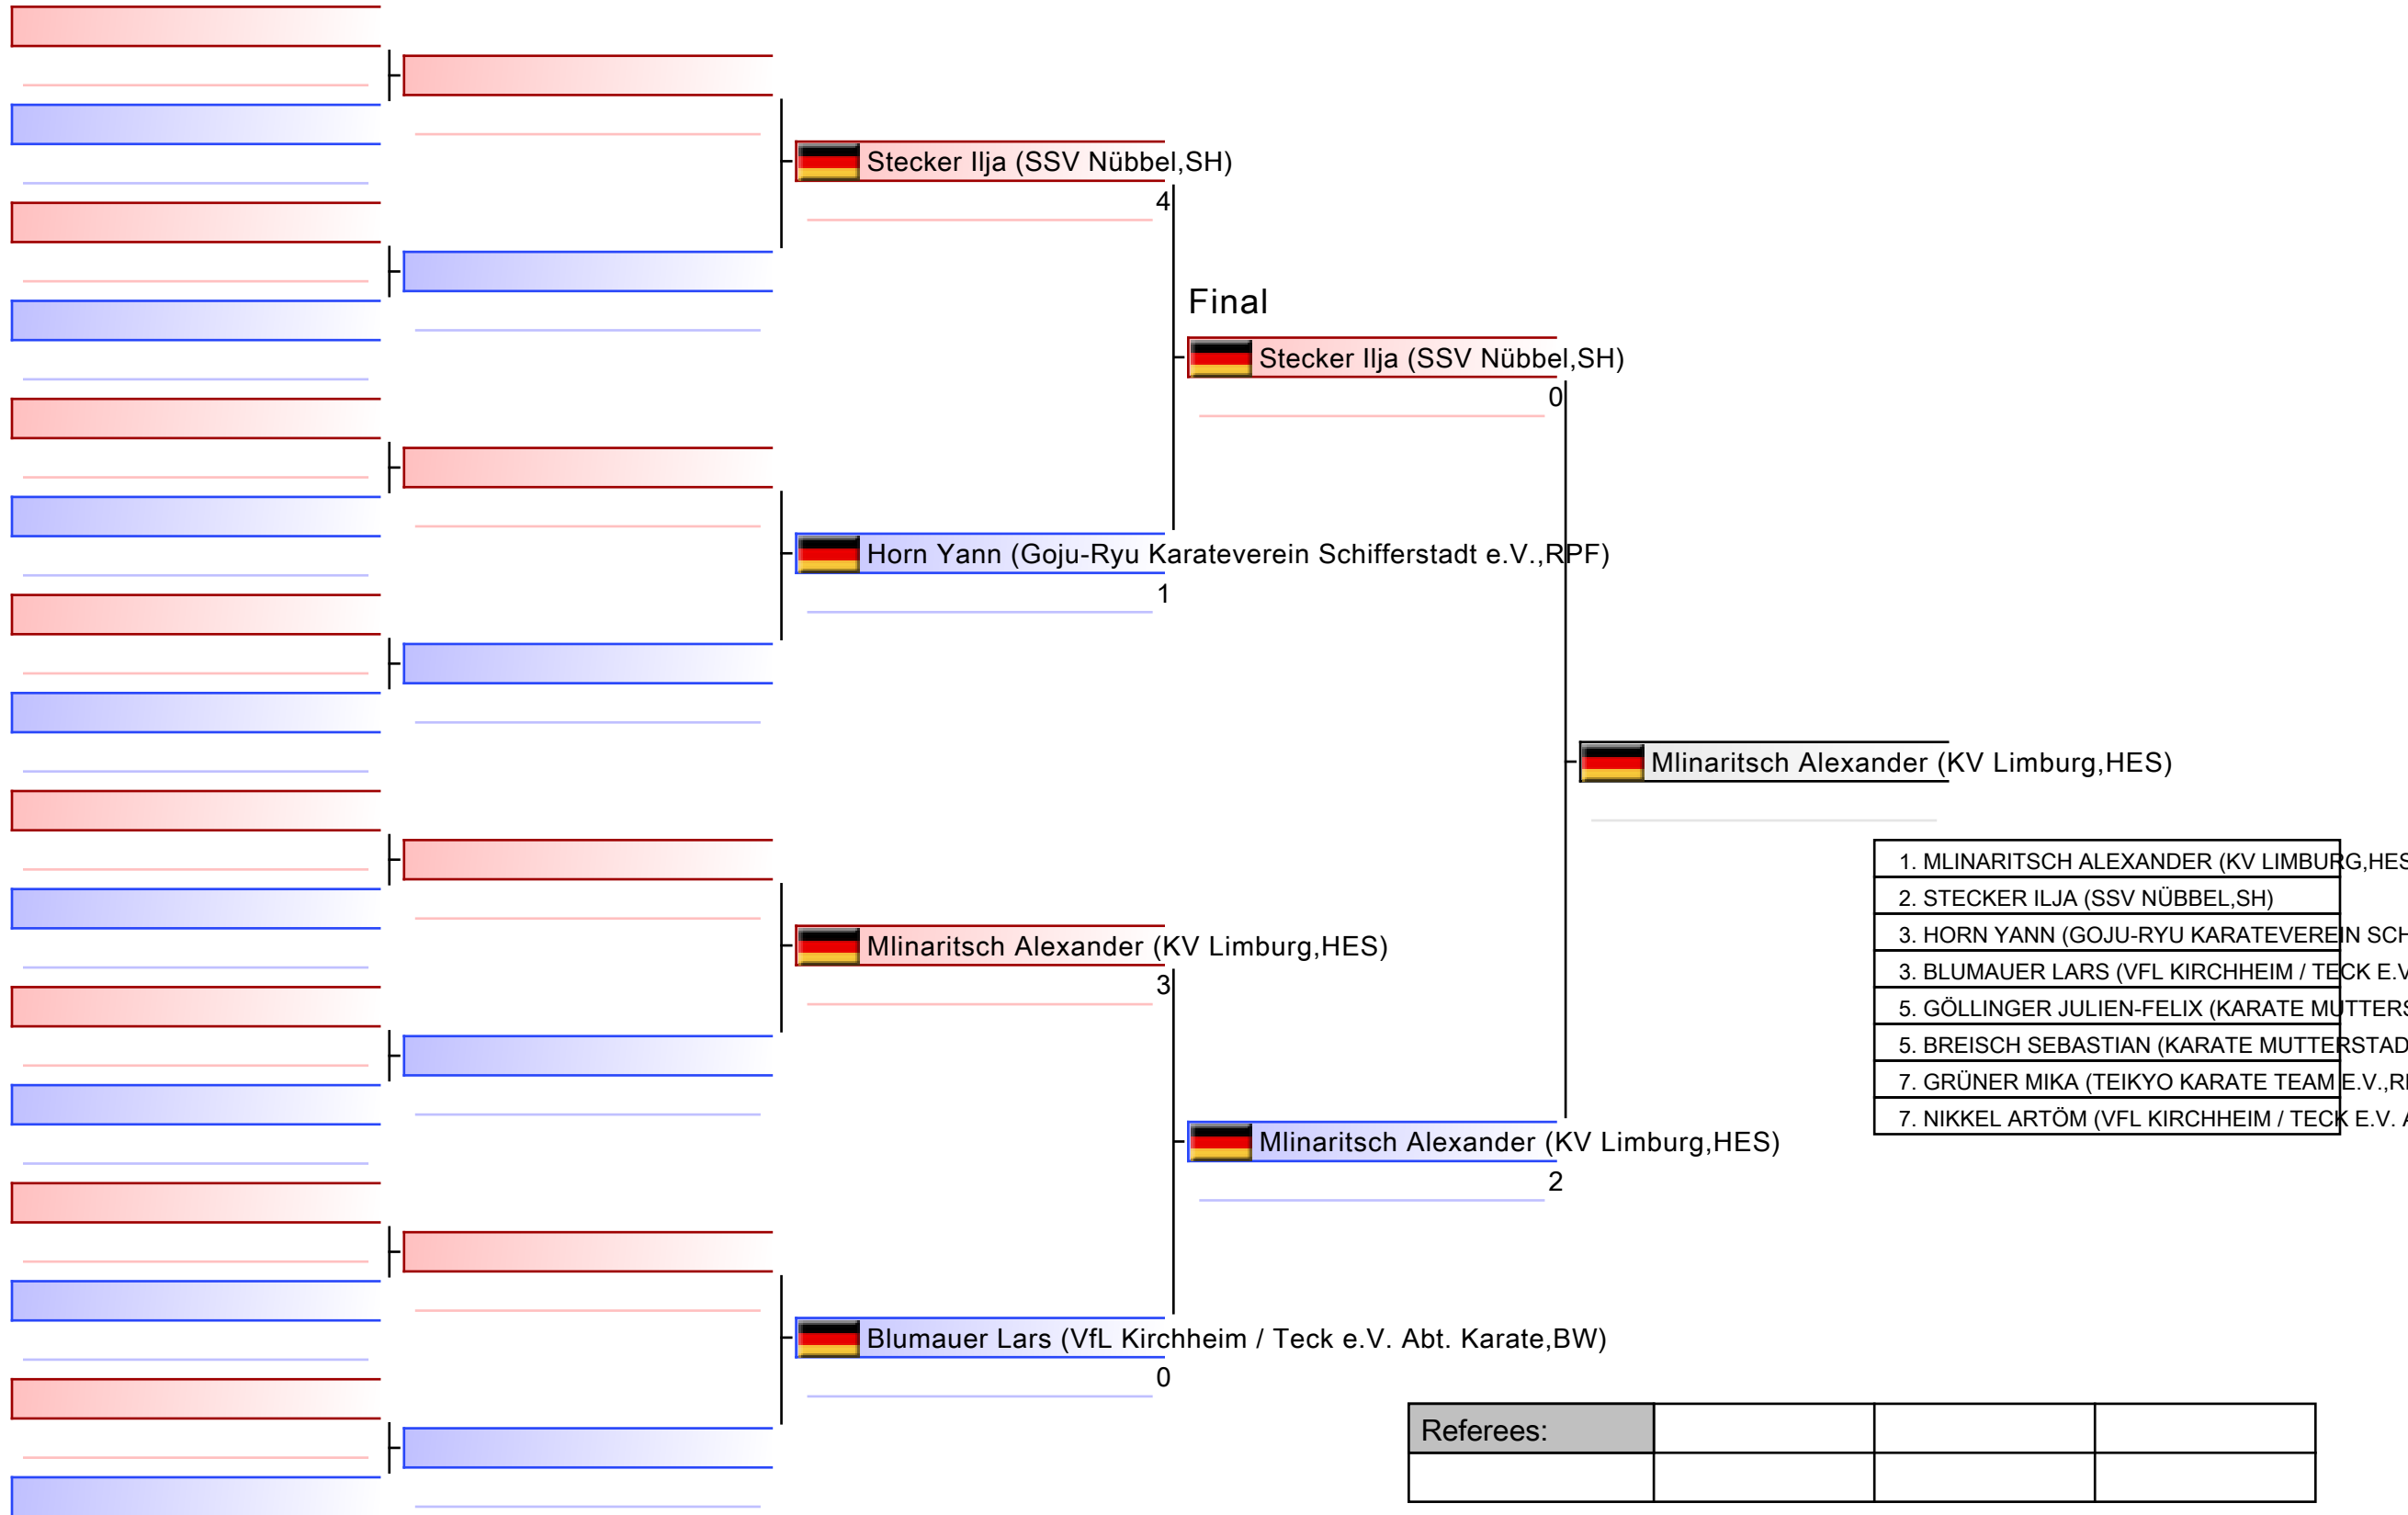 Stecker Ilja (SSV Nübbel,SH)
4
Final
Stecker Ilja (SSV Nübbel,SH)
0
Horn Yann (Goju-Ryu Karateverein Schifferstadt e.V.,RPF)
1
Mlinaritsch Alexander (KV Limburg,HES)
1. MLINARITSCH ALEXANDER (KV LIMBURG,HES
2. STECKER ILJA (SSV NÜBBEL,SH)
3. HORN YANN (GOJU-RYU KARATEVEREIN SCH
3. BLUMAUER LARS (VFL KIRCHHEIM / TECK E.V
5. GÖLLINGER JULIEN-FELIX (KARATE MUTTERS
5. BREISCH SEBASTIAN (KARATE MUTTERSTAD
7. GRÜNER MIKA (TEIKYO KARATE TEAM E.V.,R
7. NIKKEL ARTÖM (VFL KIRCHHEIM / TECK E.V. A
Mlinaritsch Alexander (KV Limburg,HES)
3
Mlinaritsch Alexander (KV Limburg,HES)
2
Blumauer Lars (VfL Kirchheim / Teck e.V. Abt. Karate,BW)
0
Referees: